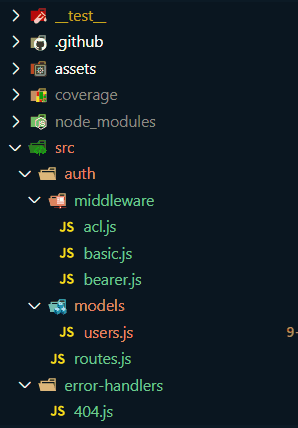 __test__
.github
assets
coverage
node_modules
src
auth
middleware
JS acl.js
JS basic.js
JS bearer.js
models
JS users.js 9-
JS routes.js
error-handlers
JS 404.js